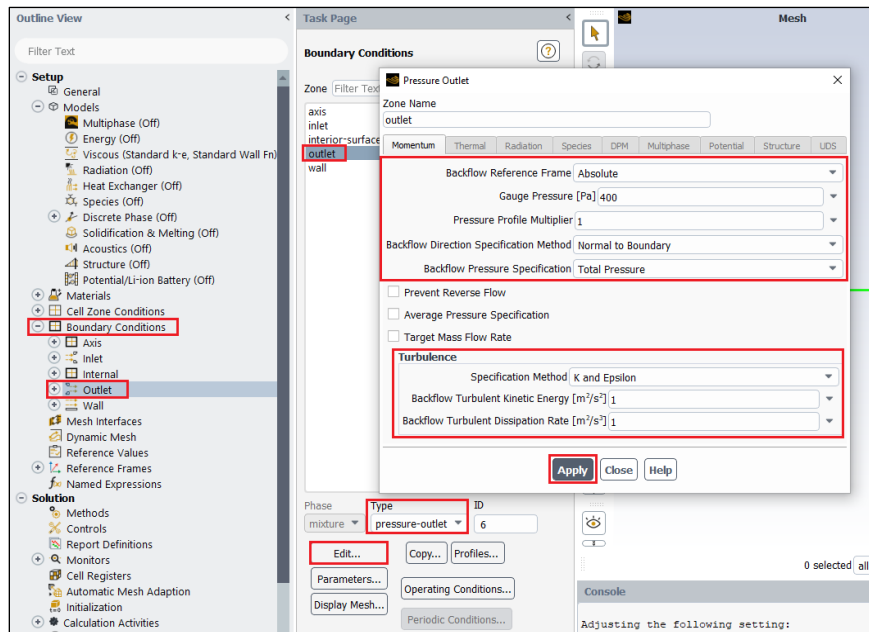 Outline View
<
Filter Text
Setup
General
Models
Multiphase (Off)
Energy (Off)
Viscous (Standard k-e, Standard Wall Fn)
Radiation (Off)
Heat Exchanger (Off)
Species (Off)
Discrete Phase (Off)
Solidification & Melting (Off)
Acoustics (Off)
Structure (Off)
Potential/Li-ion Battery (Off)
Materials
Cell Zone Conditions
Boundary Conditions
Axis
Inlet
Internal
Outlet
Wall
Mesh Interfaces
Dynamic Mesh
Reference Values
Reference Frames
Named Expressions
Solution
Methods
Controls
Report Definitions
Monitors
Cell Registers
Automatic Mesh Adaption
Initialization
Calculation Activities
Task Page
<
Boundary Conditions
?
Zone Filter Text
axis
inlet
interior-surface
outlet
wall
Phase Type ID
mixture pressure-outlet 6
Edit... Copy... Profiles...
Parameters... Operating Conditions...
Display Mesh... Periodic Conditions...
Mesh
Pressure Outlet
Zone Name
outlet
Momentum Thermal Radiation Species DPM Multiphase Potential Structure UDS
Backflow Reference Frame Absolute
Gauge Pressure [Pa] 400
Pressure Profile Multiplier 1
Backflow Direction Specification Method Normal to Boundary
Backflow Pressure Specification Total Pressure
Prevent Reverse Flow
Average Pressure Specification
Target Mass Flow Rate
Turbulence
Specification Method K and Epsilon
Backflow Turbulent Kinetic Energy [m²/s²] 1
Backflow Turbulent Dissipation Rate [m²/s³] 1
Apply Close Help
0 selected all
Console
Adjusting the following setting: